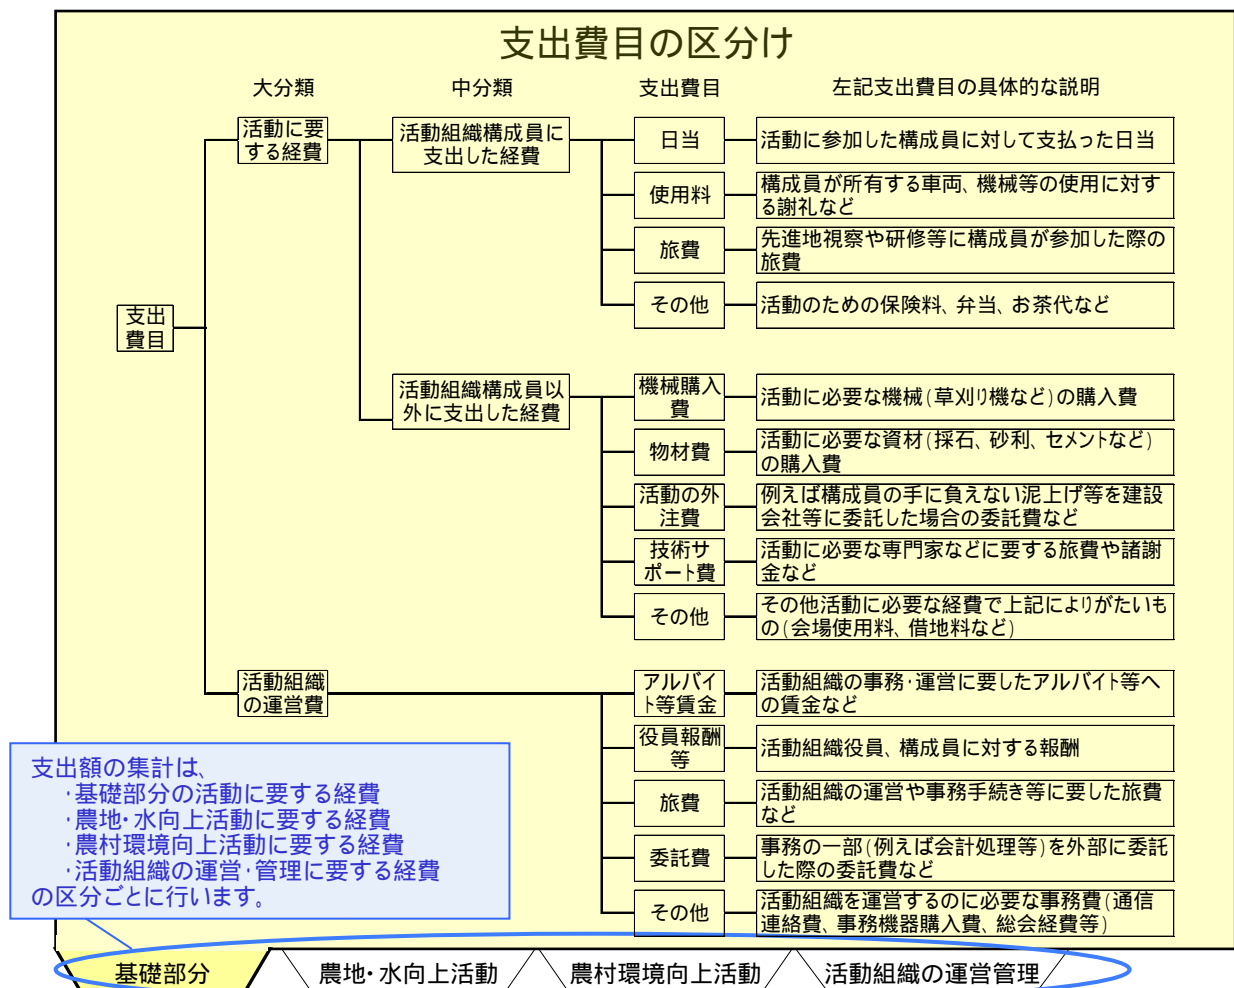 支出費目の区分け
大分類 中分類 支出費目 左記支出費目の具体的な説明
支出
費目
活動に要
する経費
活動組織構成員に
支出した経費
日当
活動に参加した構成員に対して支払った日当
使用料
構成員が所有する車両、機械等の使用に対す
る謝礼など
旅費
先進地視察や研修等に構成員が参加した際の
旅費
その他
活動のための保険料、弁当、お茶代など
活動組織構成員以
外に支出した経費
機械購入
費
活動に必要な機械(草刈り機など)の購入費
物材費
活動に必要な資材(採石、砂利、セメントなど)
の購入費
活動の外
注費
例えば構成員の手に負えない泥上げ等を建設
会社等に委託した場合の委託費など
技術サ
ポート費
活動に必要な専門家などに要する旅費や諸謝
金など
その他
その他活動に必要な経費で上記によりがたいも
の(会場使用料、借地料など)
活動組織
の運営費
アルバイ
ト等賃金
活動組織の事務・運営に要したアルバイト等へ
の賃金など
役員報酬
等
活動組織役員、構成員に対する報酬
旅費
活動組織の運営や事務手続き等に要した旅費
など
委託費
事務の一部(例えば会計処理等)を外部に委託
した際の委託費など
その他
活動組織を運営するのに必要な事務費(通信
連絡費、事務機器購入費、総会経費等)
支出額の集計は、
・基礎部分の活動に要する経費
・農地・水向上活動に要する経費
・農村環境向上活動に要する経費
・活動組織の運営・管理に要する経費
の区分ごとに行います。
基礎部分 農地・水向上活動 農村環境向上活動 活動組織の運営管理